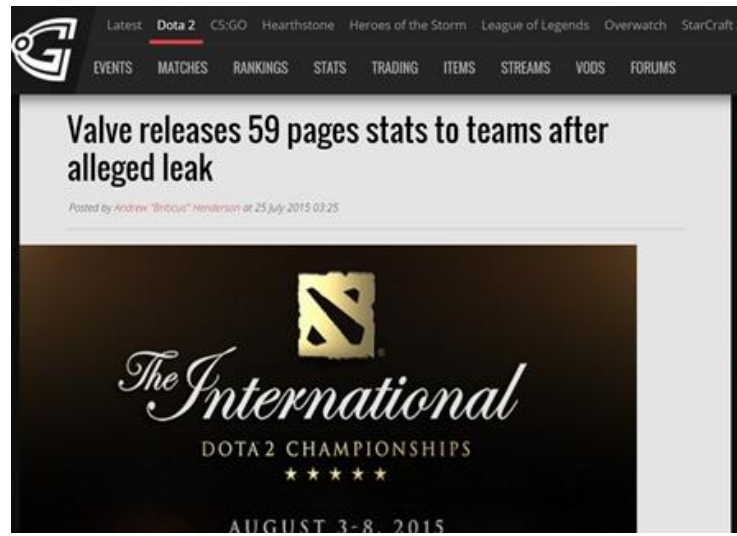 Latest Dota 2 CS:GO Hearthstone Heroes of the Storm League of Legends Overwatch StarCraft
EVENTS MATCHES RANKINGS STATS TRADING ITEMS STREAMS VODS FORUMS
Valve releases 59 pages stats to teams after
alleged leak
Posted by Andrew "Briticus" Henderson at 25 July 2015 03:25
The International
DOTA 2 CHAMPIONSHIPS
AUGUST 3-8, 2015